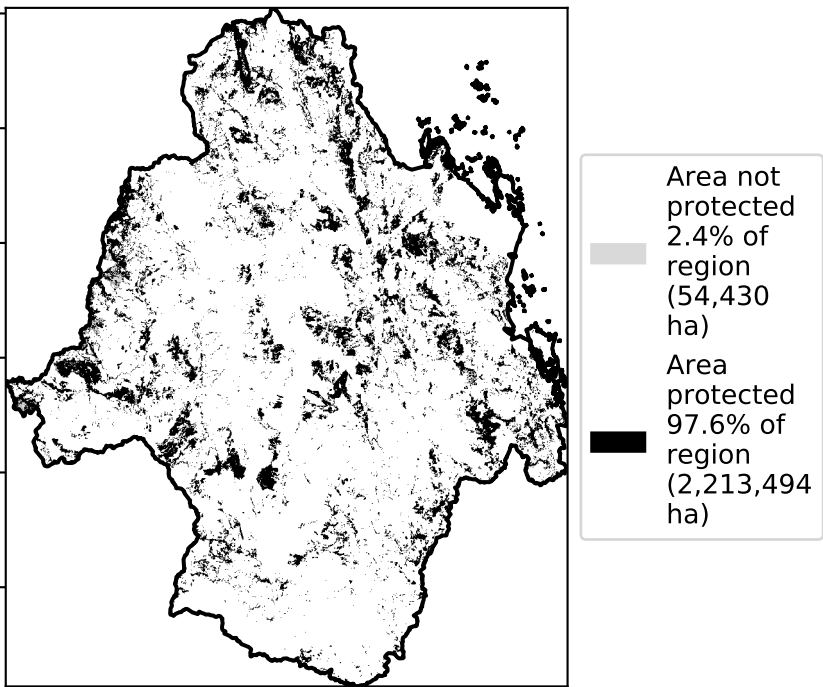 Area not
protected
2.4% of
region
(54,430
ha)
Area
protected
97.6% of
region
(2,213,494
ha)